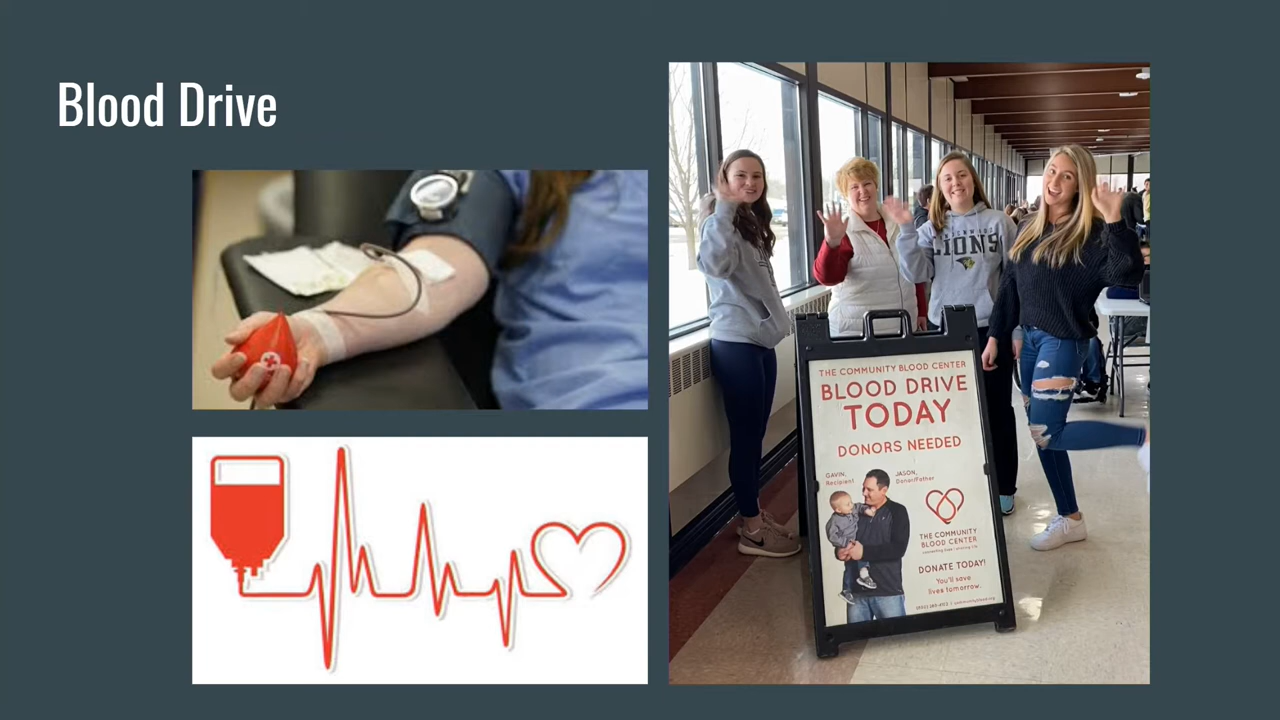 Blood Drive
LIONS
THE COMMUNITY BLOOD CENTER
BLOOD DRIVE
TODAY
DONORS NEEDED
GAVIN,
Recipient
JASON,
Donor/Father
THE COMMUNITY
BLOOD CENTER
DONATE TODAY!
You'll save
lives tomorrow.